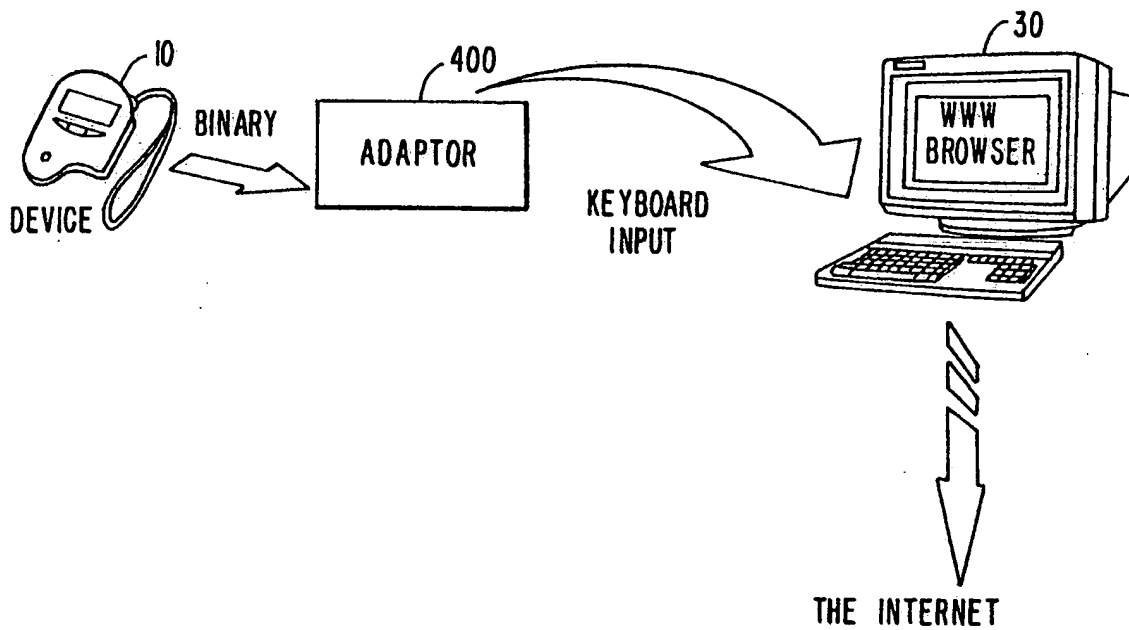 10
DEVICE
BINARY
400
ADAPTOR
KEYBOARD
INPUT
30
WWW
BROWSER
THE INTERNET